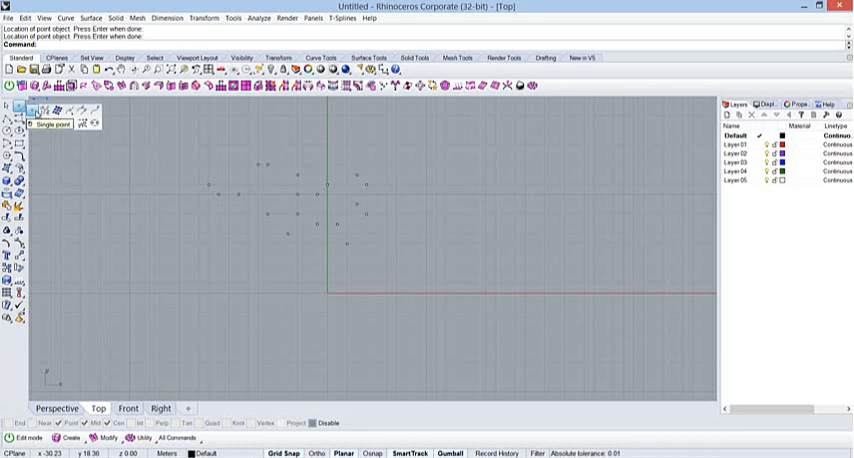 Untitled - Rhinoceros Corporate (32-bit) - [Top]
File Edit View Curve Surface Solid Mesh Dimension Transform Tools Analyze Render Panels T-Splines Help
Location of point object. Press Enter when done:
Location of point object. Press Enter when done:
Command:
Standard CPlanes Set View Display Select Viewport Layout Visibility Transform Curve Tools Surface Tools Solid Tools Mesh Tools Render Tools Drafting New in V5
Single point
Layers Displ... Prope... Help
Name Material Linetype
Default Continuo...
Layer 01 Continuous
Layer 02 Continuous
Layer 03 Continuous
Layer 04 Continuous
Layer 05 Continuous
y
x
Perspective Top Front Right
End Near Point Mid Cen Int Perp Tan Quad Knot Vertex Project Disable
Edit mode Create Modify Utility All Commands
CPlane x -30.23 y 18.36 z 0.00 Meters Default Grid Snap Ortho Planar Osnap SmartTrack Gumball Record History Filter Absolute tolerance: 0.01